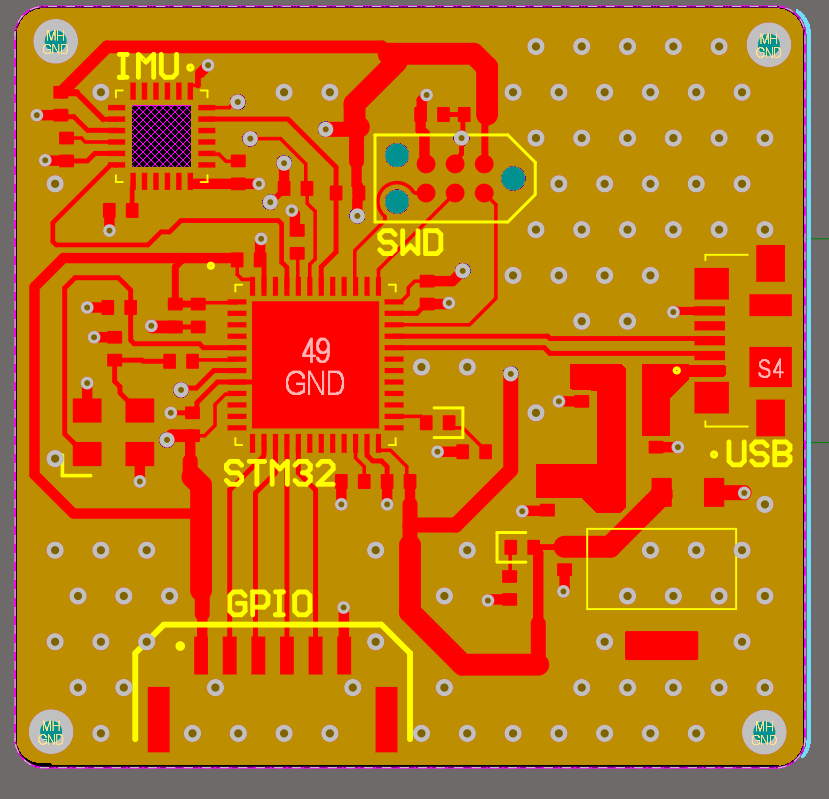 MH
GND
MH
GND
IMU
SWD
49
GND
S4
USB
STM32
GPIO
MH
GND
MH
GND